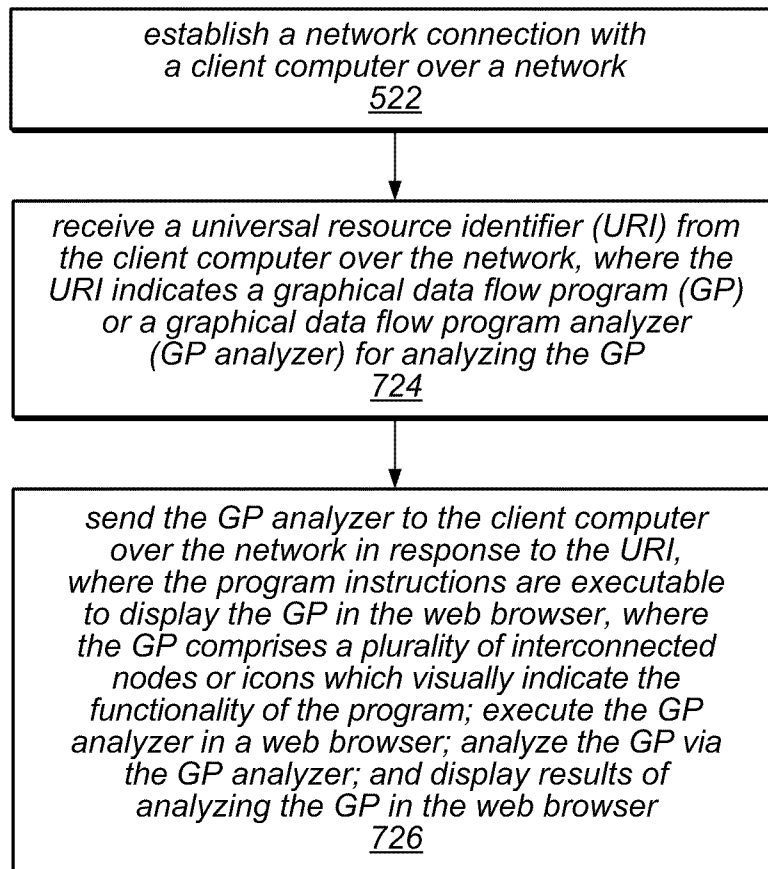 establish a network connection with
a client computer over a network
522
receive a universal resource identifier (URI) from
the client computer over the network, where the
URI indicates a graphical data flow program (GP)
or a graphical data flow program analyzer
(GP analyzer) for analyzing the GP
724
send the GP analyzer to the client computer
over the network in response to the URI,
where the program instructions are executable
to display the GP in the web browser, where
the GP comprises a plurality of interconnected
nodes or icons which visually indicate the
functionality of the program; execute the GP
analyzer in a web browser; analyze the GP via
the GP analyzer; and display results of
analyzing the GP in the web browser
726